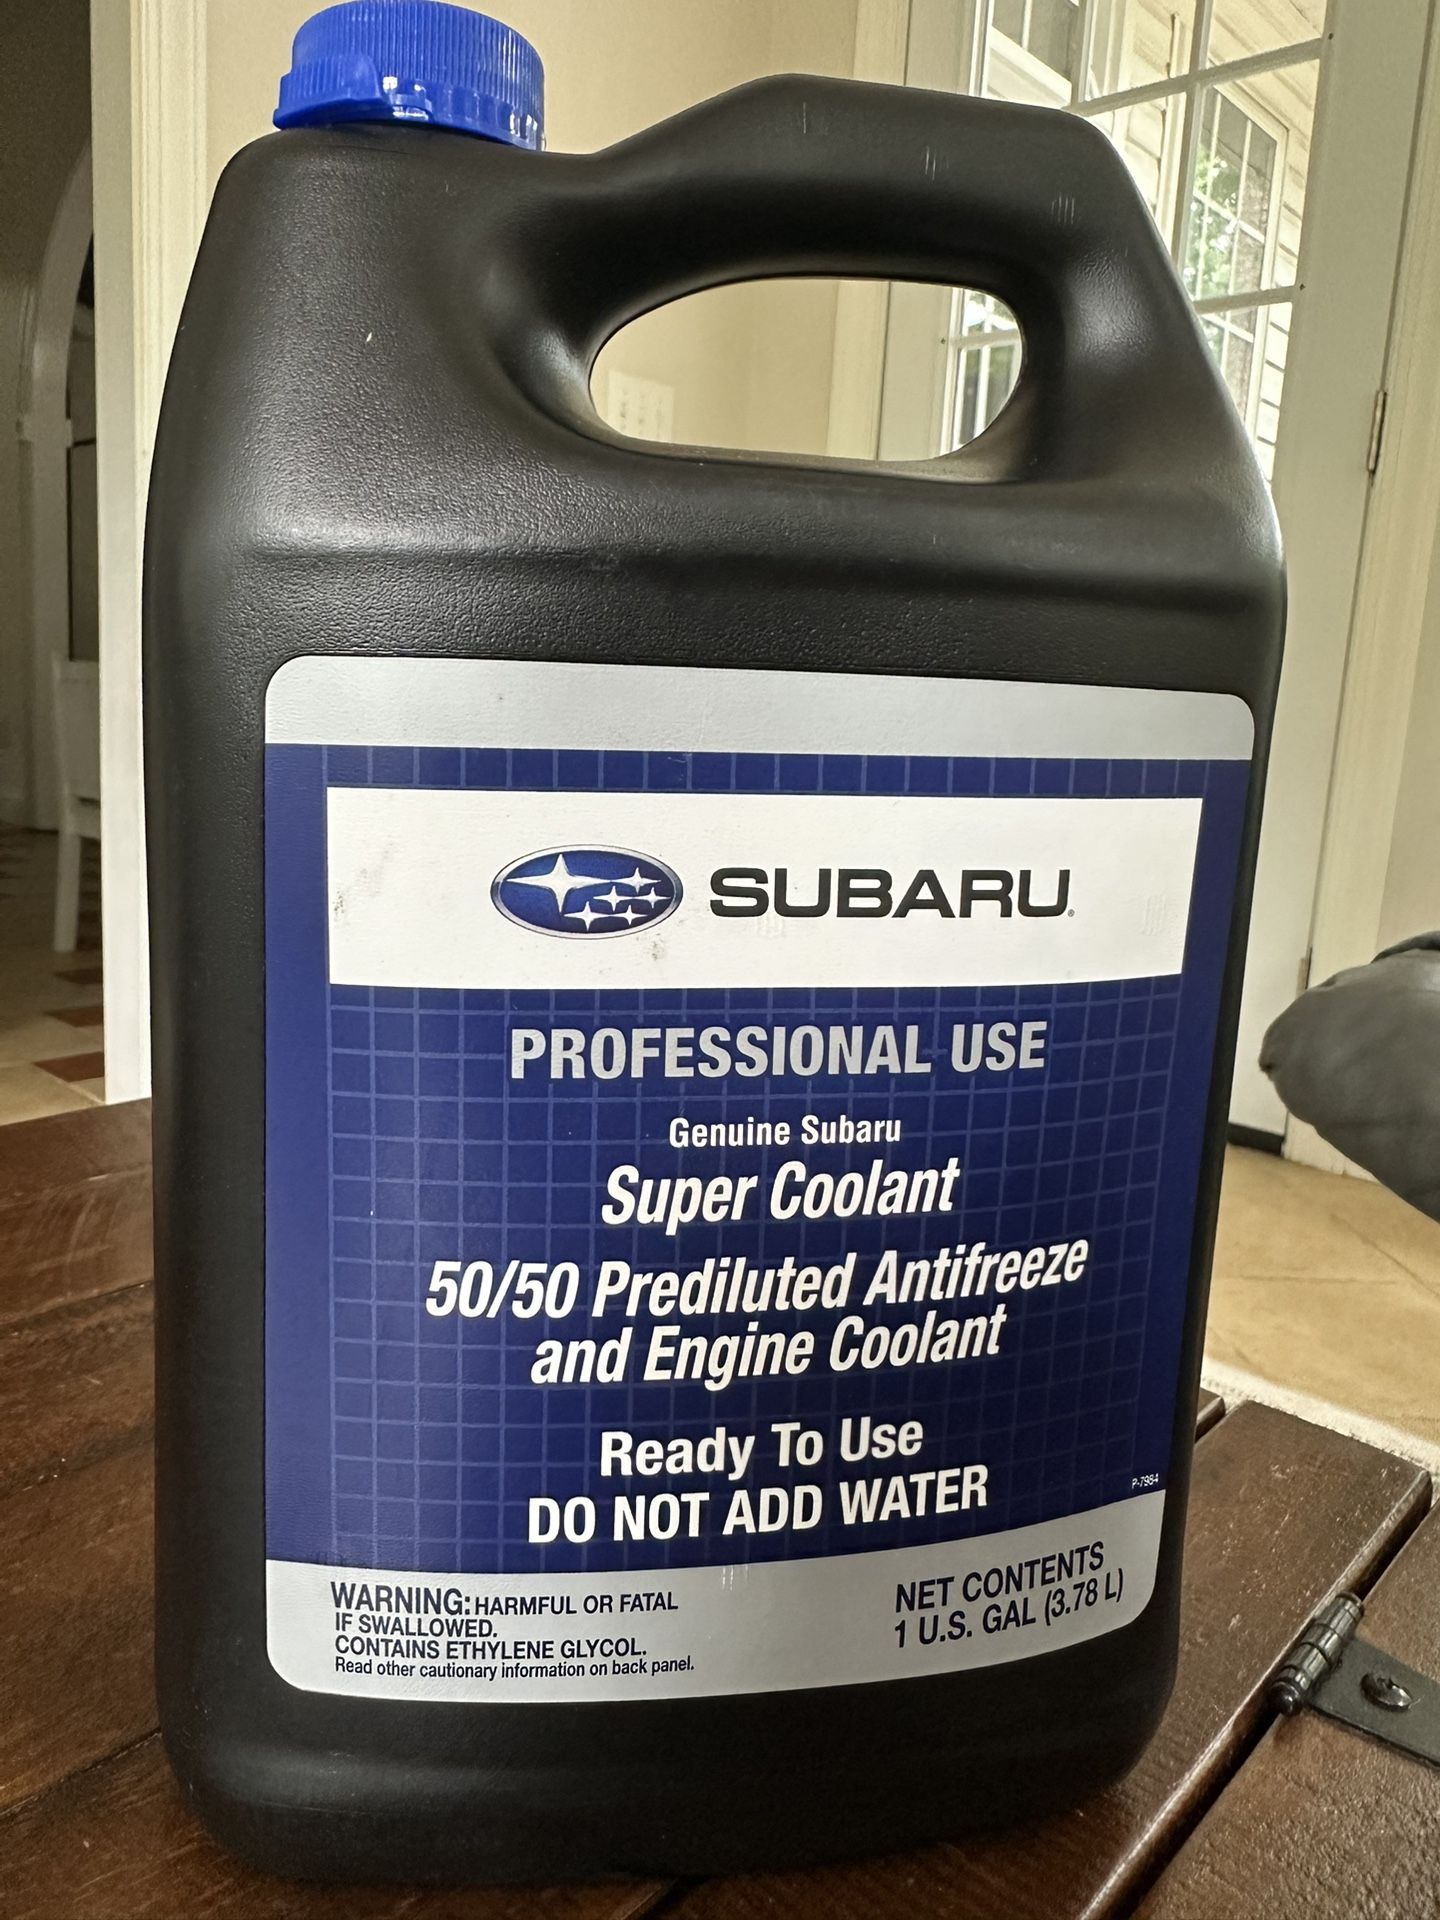 SUBARU®
PROFESSIONAL USE
Genuine Subaru
Super Coolant
50/50 Prediluted Antifreeze
and Engine Coolant
Ready To Use
DO NOT ADD WATER
P-7984
WARNING: HARMFUL OR FATAL
IF SWALLOWED.
CONTAINS ETHYLENE GLYCOL.
Read other cautionary information on back panel.
NET CONTENTS
1 U.S. GAL (3.78 L)